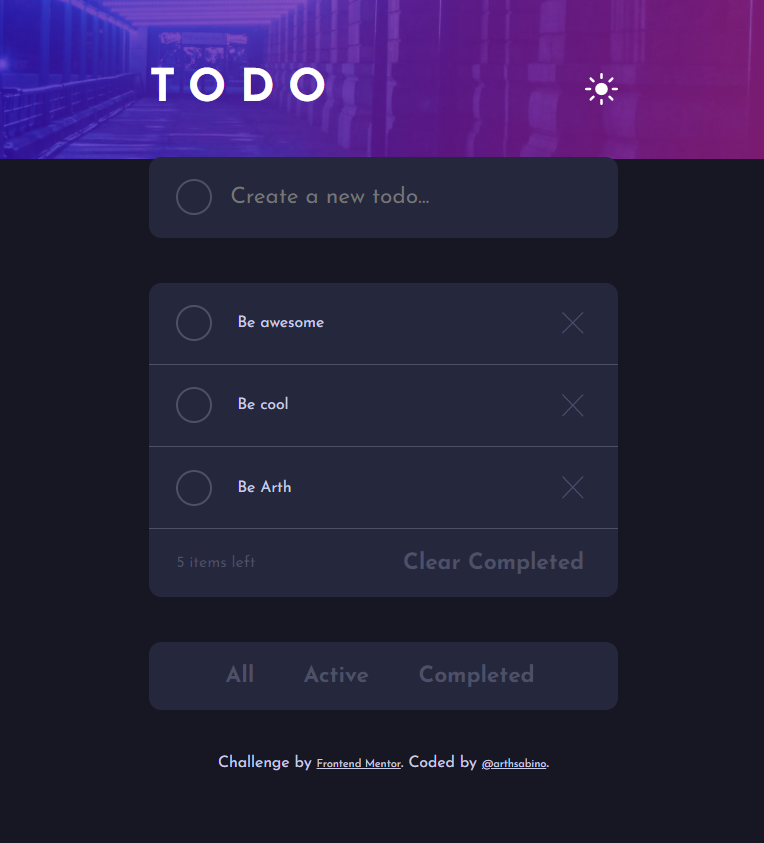 TODO
Create a new todo...
Be awesome
Be cool
Be Arth
5 items left Clear Completed
All Active Completed
Challenge by Frontend Mentor. Coded by @arthsabino.